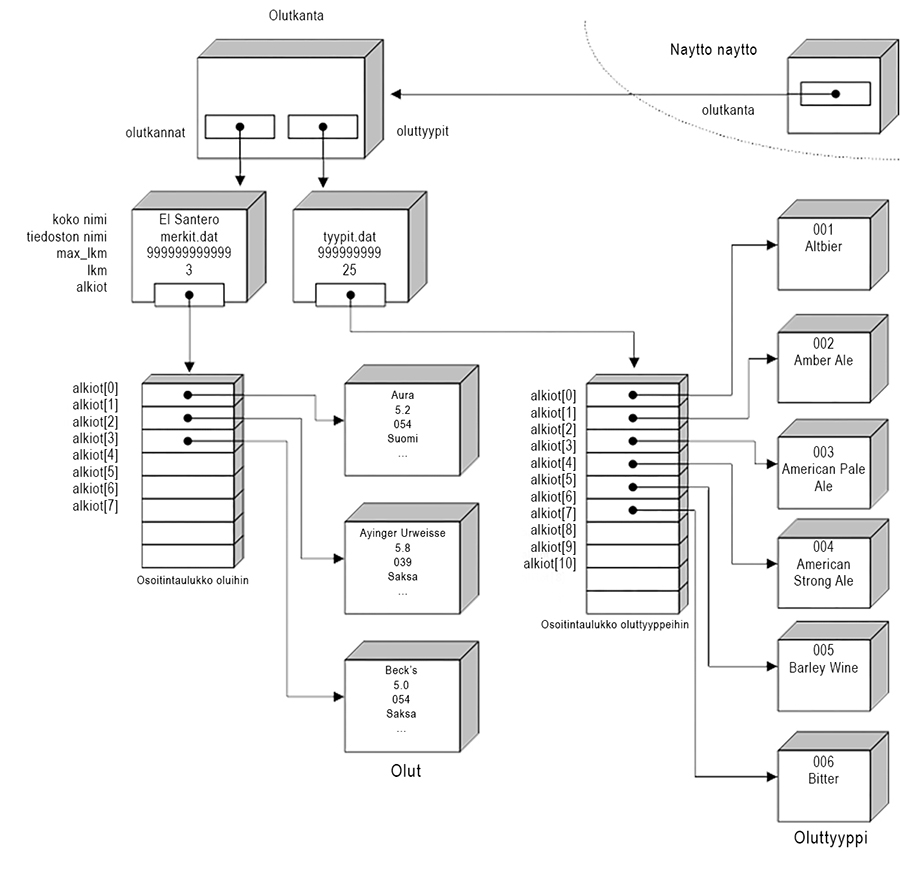 Olutkanta
Naytto naytto
olutkanta
olutkannat
oluttyypit
koko nimi
tiedoston nimi
max_lkm
lkm
alkiot
El Santero
merkit.dat
999999999999
3
tyypit.dat
999999999
25
alkiot[0]
alkiot[1]
alkiot[2]
alkiot[3]
alkiot[4]
alkiot[5]
alkiot[6]
alkiot[7]
Osoitintaulukko oluihin
Aura
5.2
054
Suomi
...
Ayinger Urweisse
5.8
039
Saksa
...
Beck´s
5.0
054
Saksa
...
Olut
alkiot[0]
alkiot[1]
alkiot[2]
alkiot[3]
alkiot[4]
alkiot[5]
alkiot[6]
alkiot[7]
alkiot[8]
alkiot[9]
alkiot[10]
Osoitintaulukko oluttyyppeihin
001
Altbier
002
Amber Ale
003
American Pale
Ale
004
American
Strong Ale
005
Barley Wine
006
Bitter
Oluttyyppi